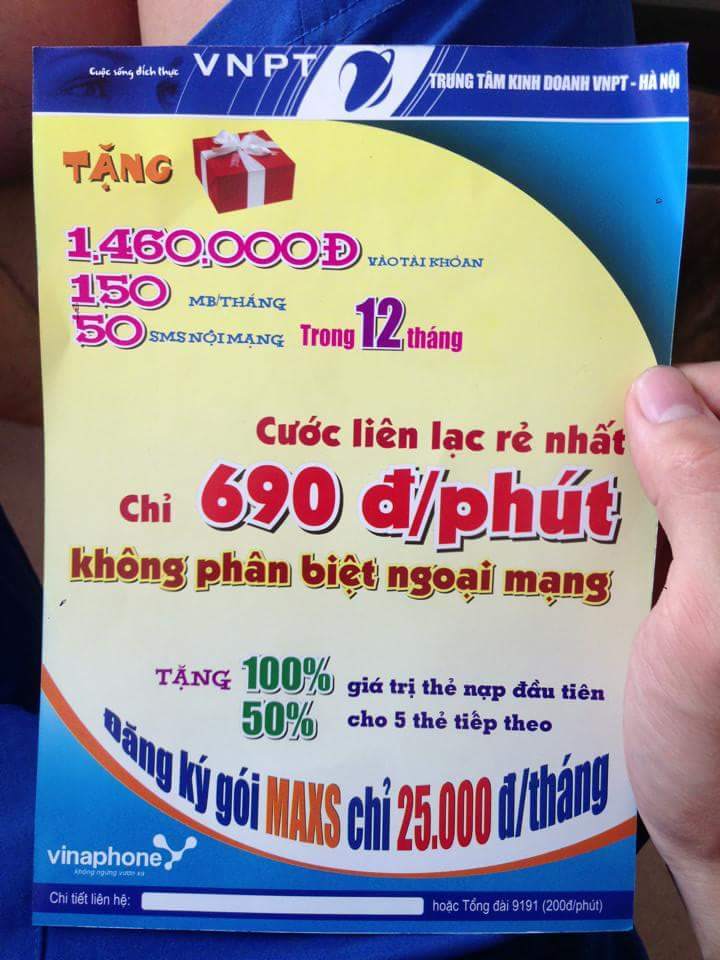 Cuộc sống đích thực
VNPT
TRUNG TÂM KINH DOANH VNPT - HÀ NỘI
TẶNG
1.460.000Đ VÀO TÀI KHOẢN
150 MB/THÁNG
50 SMS NỘI MẠNG Trong 12 tháng
Cước liên lạc rẻ nhất
Chỉ 690 đ/phút
không phân biệt ngoại mạng
TẶNG 100% giá trị thẻ nạp đầu tiên
50% cho 5 thẻ tiếp theo
Đăng ký gói MAXS chỉ 25.000 đ/tháng
vinaphone
không ngừng vươn xa
Chi tiết liên hệ: hoặc Tổng đài 9191 (200đ/phút)